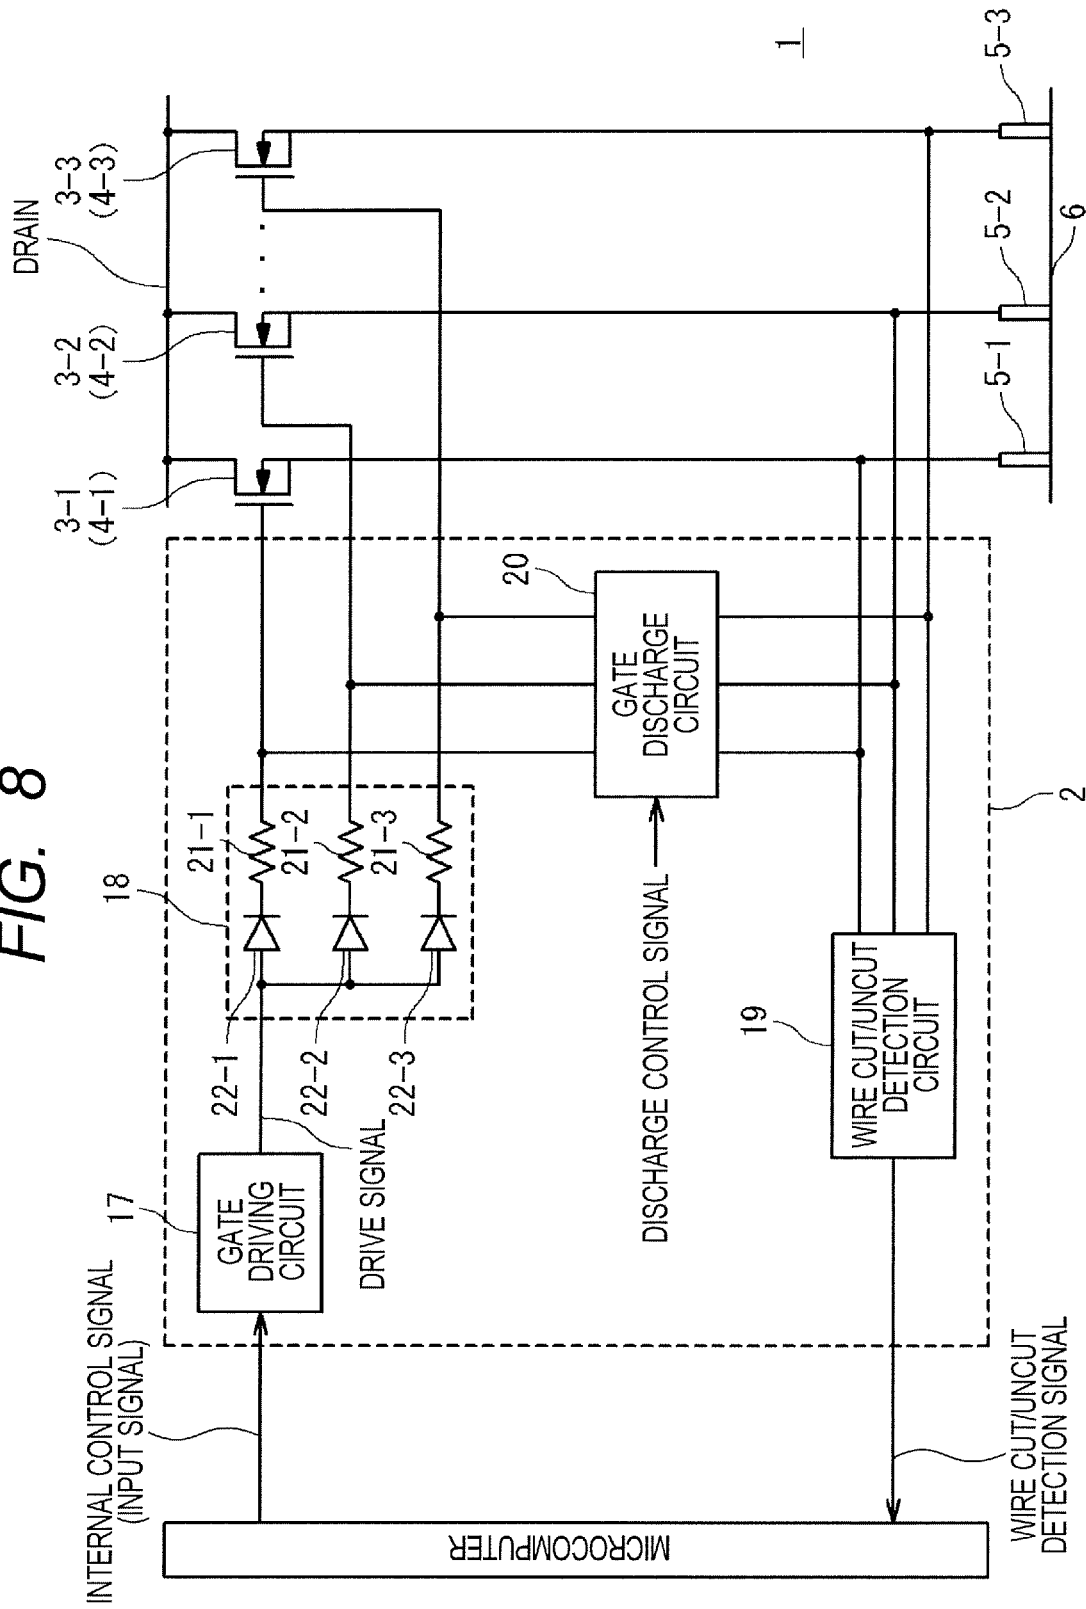 FIG. 8
INTERNAL CONTROL SIGNAL
(INPUT SIGNAL)
17
18
3-1
(4-1)
3-2
(4-2)
DRAIN
3-3
(4-3)
1
MICROCOMPUTER
GATE
DRIVING
CIRCUIT
DRIVE SIGNAL
22-1
22-2
22-3
21-1
21-2
21-3
20
GATE
DISCHARGE
CIRCUIT
DISCHARGE CONTROL SIGNAL
19
WIRE CUT/UNCUT
DETECTION
CIRCUIT
5-1
5-2
5-3
WIRE CUT/UNCUT
DETECTION SIGNAL
2
6